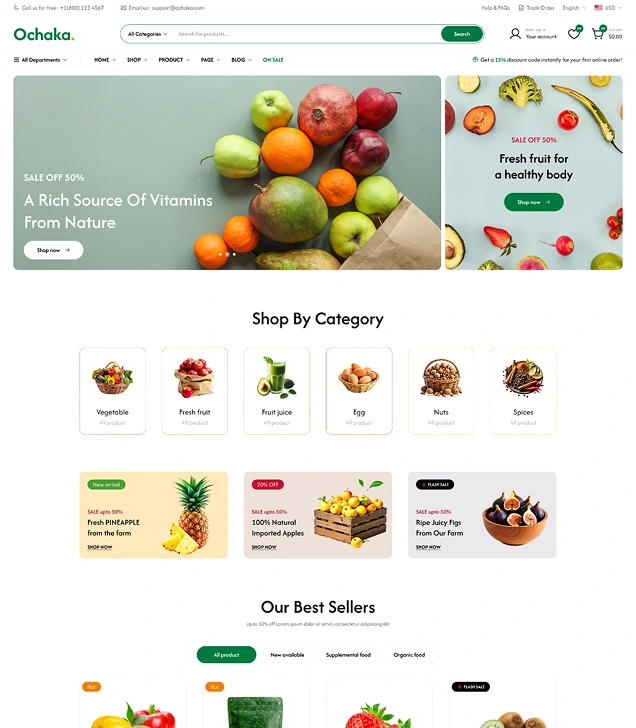 Call us for free: +1(800) 123 4567
Email us: support@ochaka.com
Help & FAQs
Track Order
English
USD
Ochaka.
All Categories
Search for products...
Search
Your account
$0.00
All Departments
HOME
SHOP
PRODUCT
PAGE
BLOG
ON SALE
Get a 15% discount code instantly for your first online order!
SALE OFF 50%
A Rich Source Of Vitamins
From Nature
Shop now
SALE OFF 50%
Fresh fruit for
a healthy body
Shop now
Shop By Category
Vegetable
49 product
Fresh fruit
49 product
Fruit juice
49 product
Egg
49 product
Nuts
49 product
Spices
49 product
New arrival
SALE upto 50%
Fresh PINEAPPLE
from the farm
SHOP NOW
20% OFF
SALE upto 50%
100% Natural
Imported Apples
SHOP NOW
FLASH SALE
SALE upto 50%
Ripe Juicy Figs
From Our Farm
SHOP NOW
Our Best Sellers
Up to 50% off Lorem ipsum dolor sit amet, consectetur adipiscing elit
All product
New available
Supplemental food
Organic food
Hot
Hot
FLASH SALE